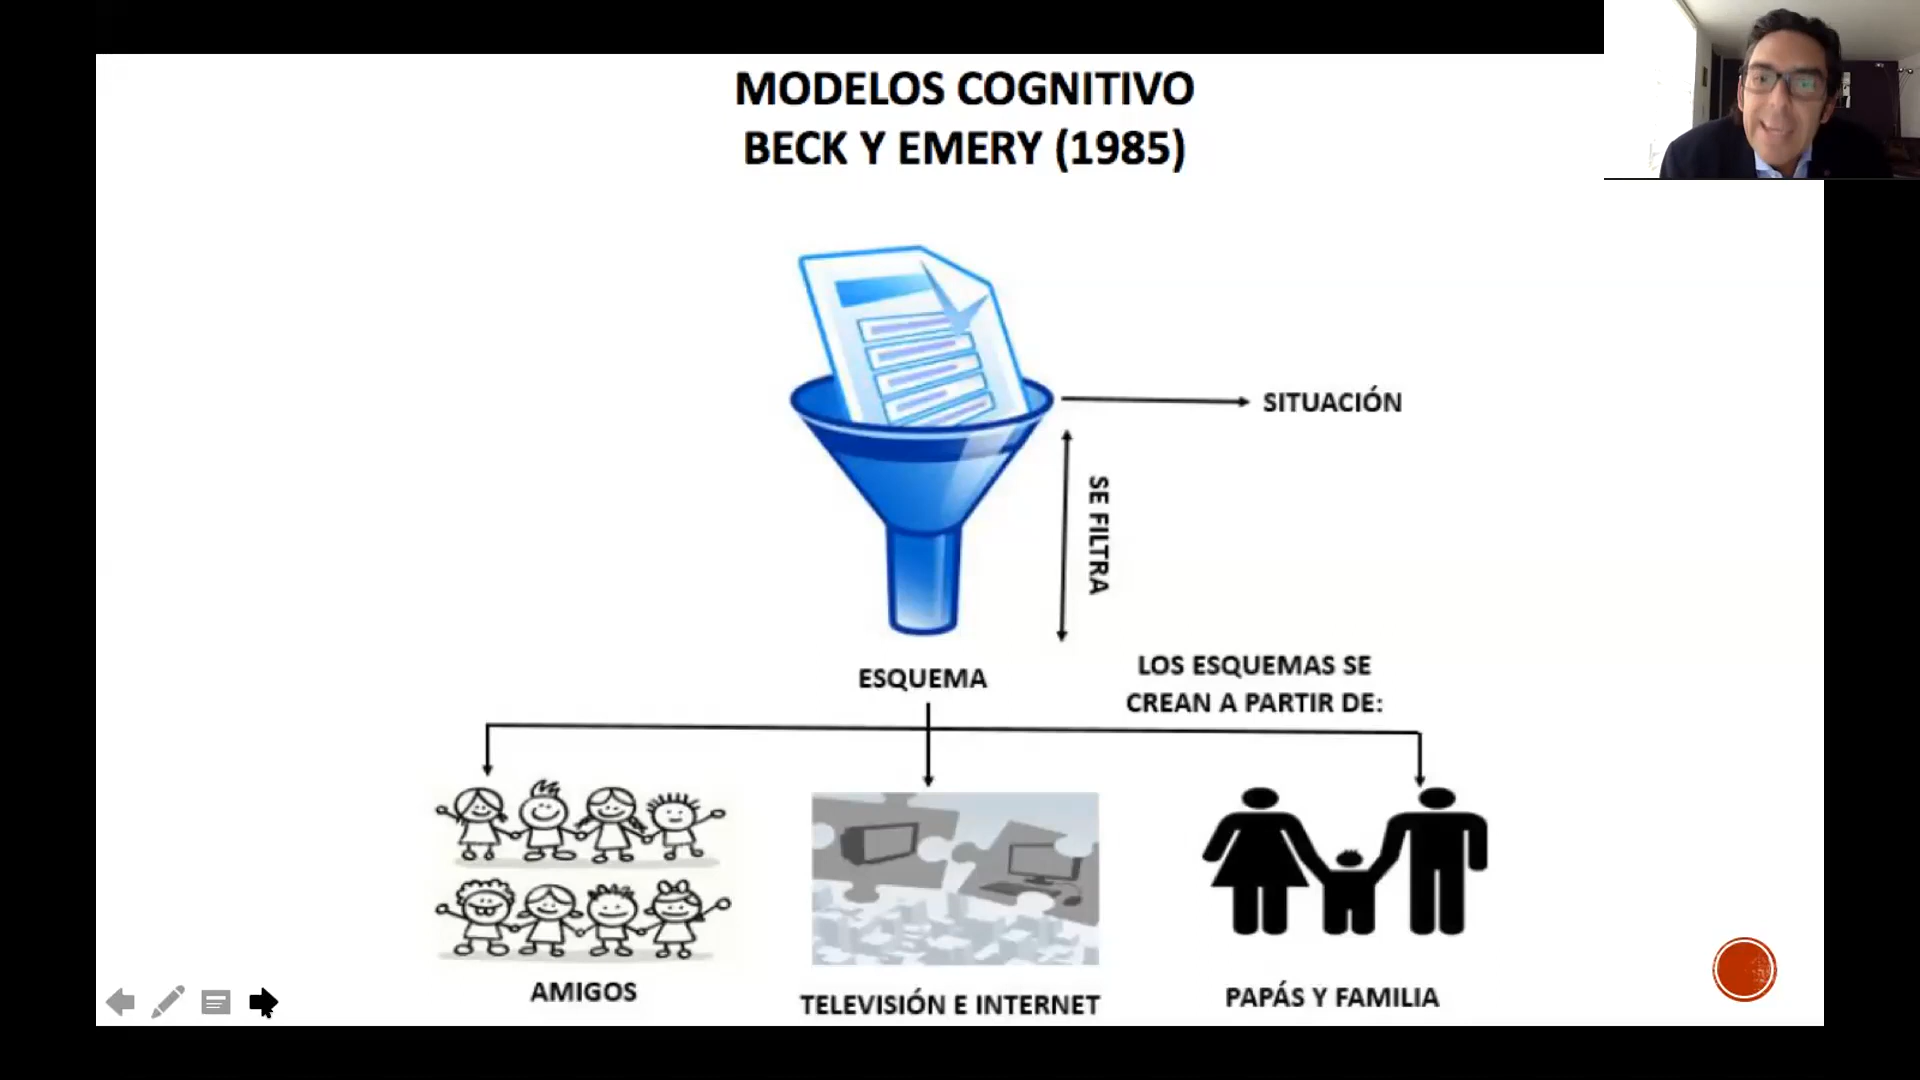 MODELOS COGNITIVO
BECK Y EMERY (1985)
SITUACIÓN
SE FILTRA
ESQUEMA
LOS ESQUEMAS SE
CREAN A PARTIR DE:
AMIGOS
TELEVISIÓN E INTERNET
PAPÁS Y FAMILIA